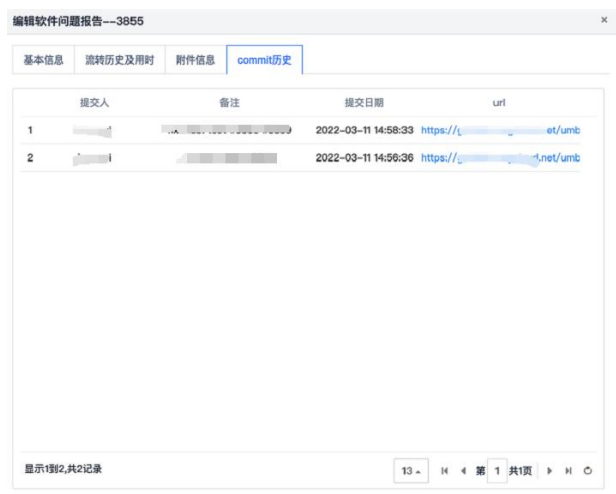 编辑软件问题报告--3855 ×
基本信息 流转历史及用时 附件信息 commit历史
提交人 备注 提交日期 url
1 2022-03-11 14:58:33 https:// et/umb
2 2022-03-11 14:56:36 https:// .net/umb
显示1到2,共2记录 13 第 1 共1页